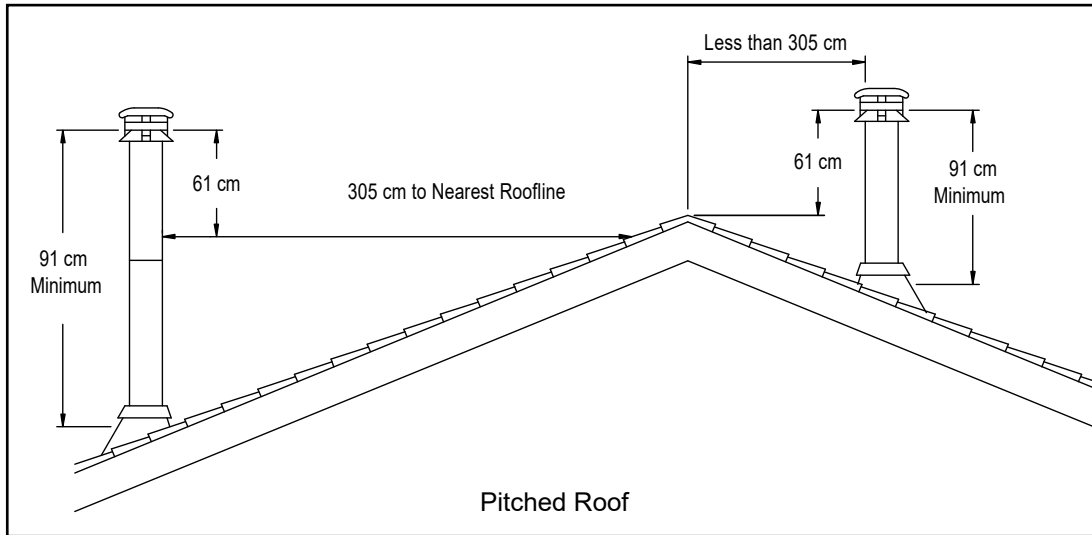 Less than 305 cm
61 cm
305 cm to Nearest Roofline
91 cm
Minimum
61 cm
91 cm
Minimum
Pitched Roof